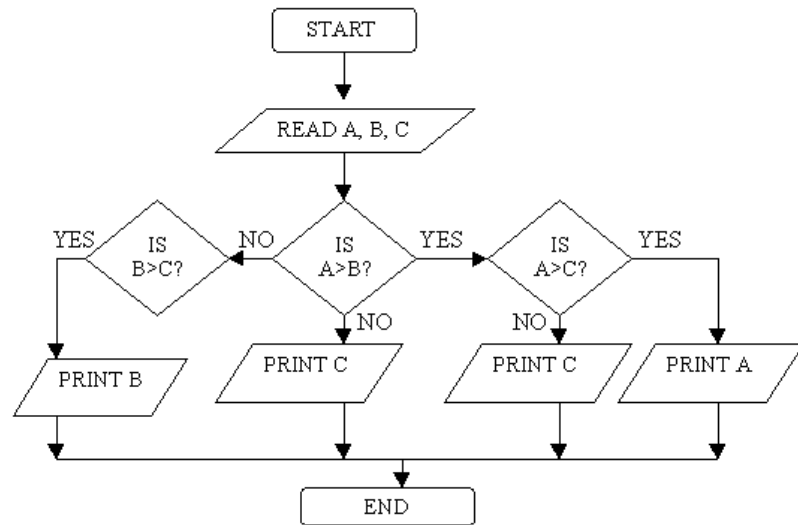 START
READ A, B, C
YES
IS
B>C?
NO
IS
A>B?
YES
IS
A>C?
YES
NO
NO
PRINT B
PRINT C
PRINT C
PRINT A
END